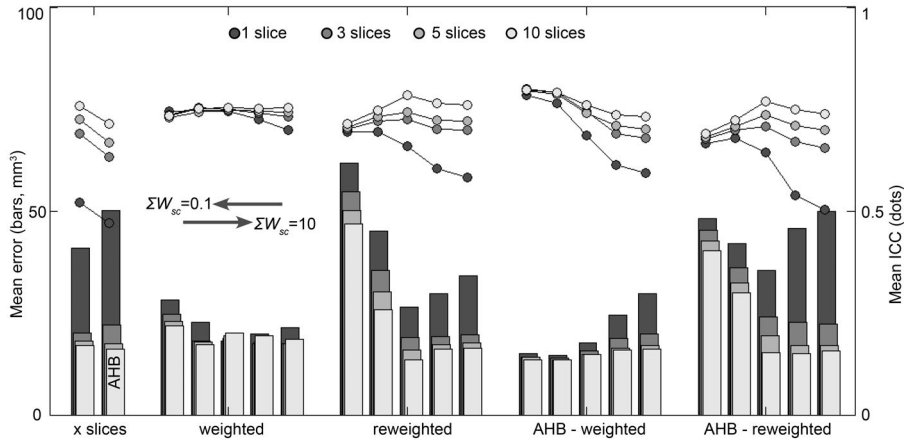 100
1
1 slice
3 slices
5 slices
10 slices
Mean error (bars, mm³)
Mean ICC (dots)
ΣWsc=0.1
ΣWsc=10
50
0.5
AHB
0
0
x slices
weighted
reweighted
AHB - weighted
AHB - reweighted